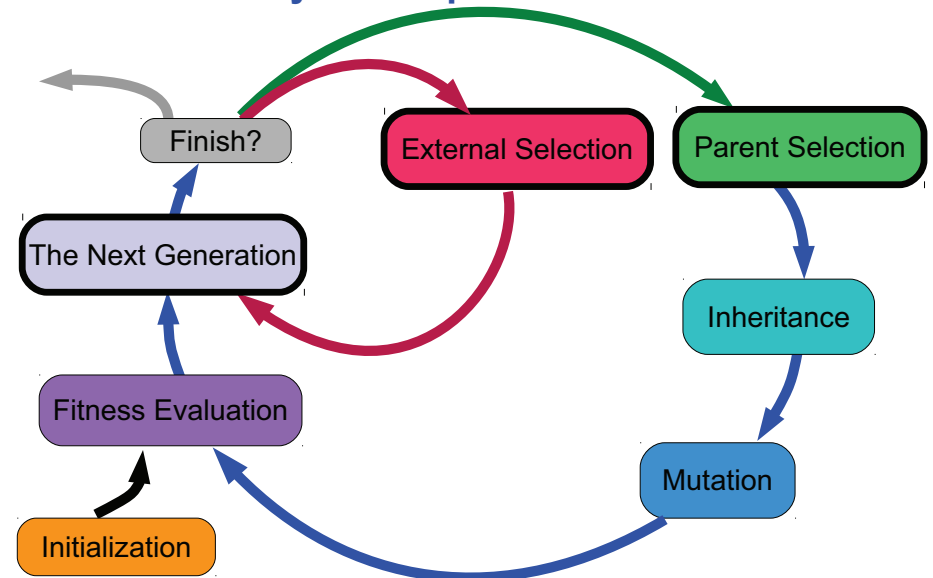 Finish?
External Selection
Parent Selection
The Next Generation
Inheritance
Fitness Evaluation
Mutation
Initialization